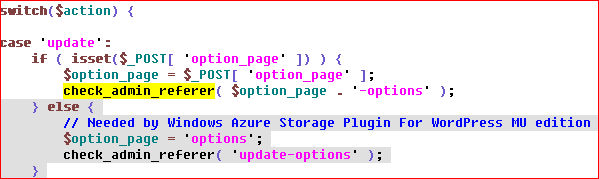 switch($action) {
case 'update':
if ( isset($_POST[ 'option_page' ]) ) {
$option_page = $_POST[ 'option_page' ];
check_admin_referer( $option_page . '-options' );
} else {
// Needed by Windows Azure Storage Plugin For WordPress MU edition
$option_page = 'options';
check_admin_referer( 'update-options' );
}